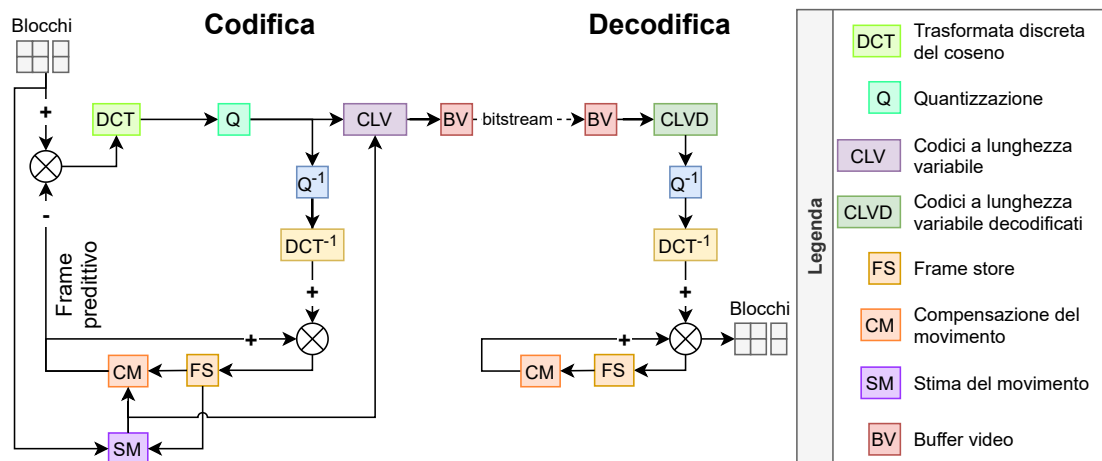 Codifica
Decodifica
Blocchi
+
DCT
Q
CLV
BV
bitstream
BV
CLVD
-
Q⁻¹
DCT⁻¹
+
Frame
predittivo
+
CM
FS
SM
Q⁻¹
DCT⁻¹
+
+
Blocchi
CM
FS
Legenda
DCT
Trasformata discreta
del coseno
Q
Quantizzazione
CLV
Codici a lunghezza
variabile
CLVD
Codici a lunghezza
variabile decodificati
FS
Frame store
CM
Compensazione del
movimento
SM
Stima del movimento
BV
Buffer video